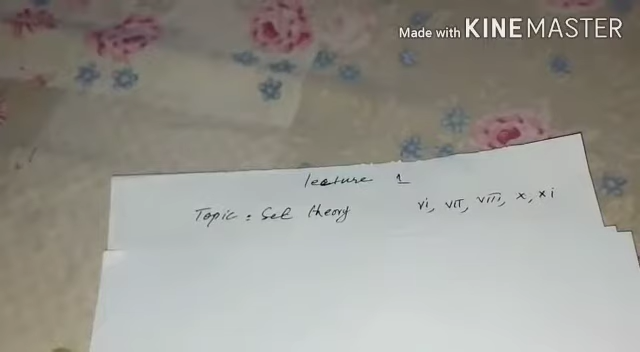 Made with KINEMASTER
lecture 1
Topic : Set theory vi, VII, VIII, x, xi